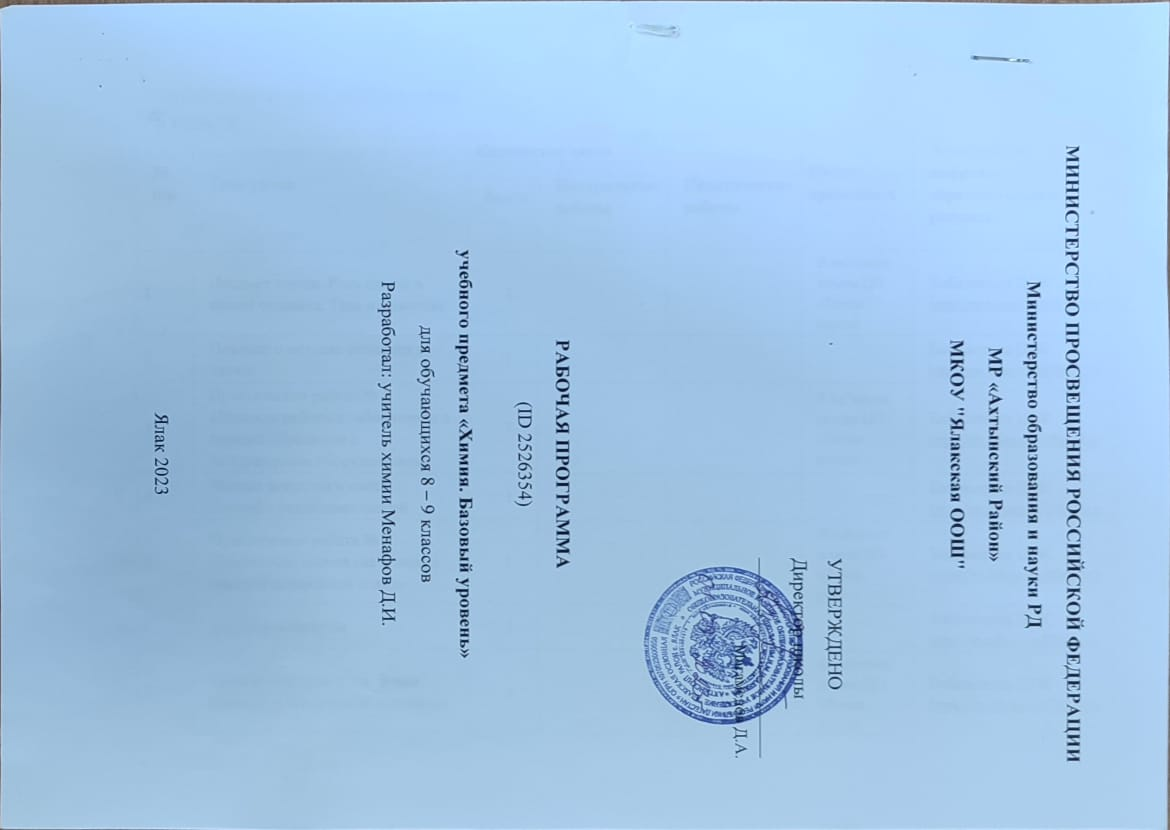 МИНИСТЕРСТВО ПРОСВЕЩЕНИЯ РОССИЙСКОЙ ФЕДЕРАЦИИ
Министерство образования и науки РД
МР «Ахтынский Район»
МКОУ "Ялакская ООШ"
УТВЕРЖДЕНО
Директор школы
Д.А.
РАБОЧАЯ ПРОГРАММА
(ID 2526354)
учебного предмета «Химия. Базовый уровень»
для обучающихся 8 – 9 классов
Разработал: учитель химии Менафов Д.И.
Ялак 2023